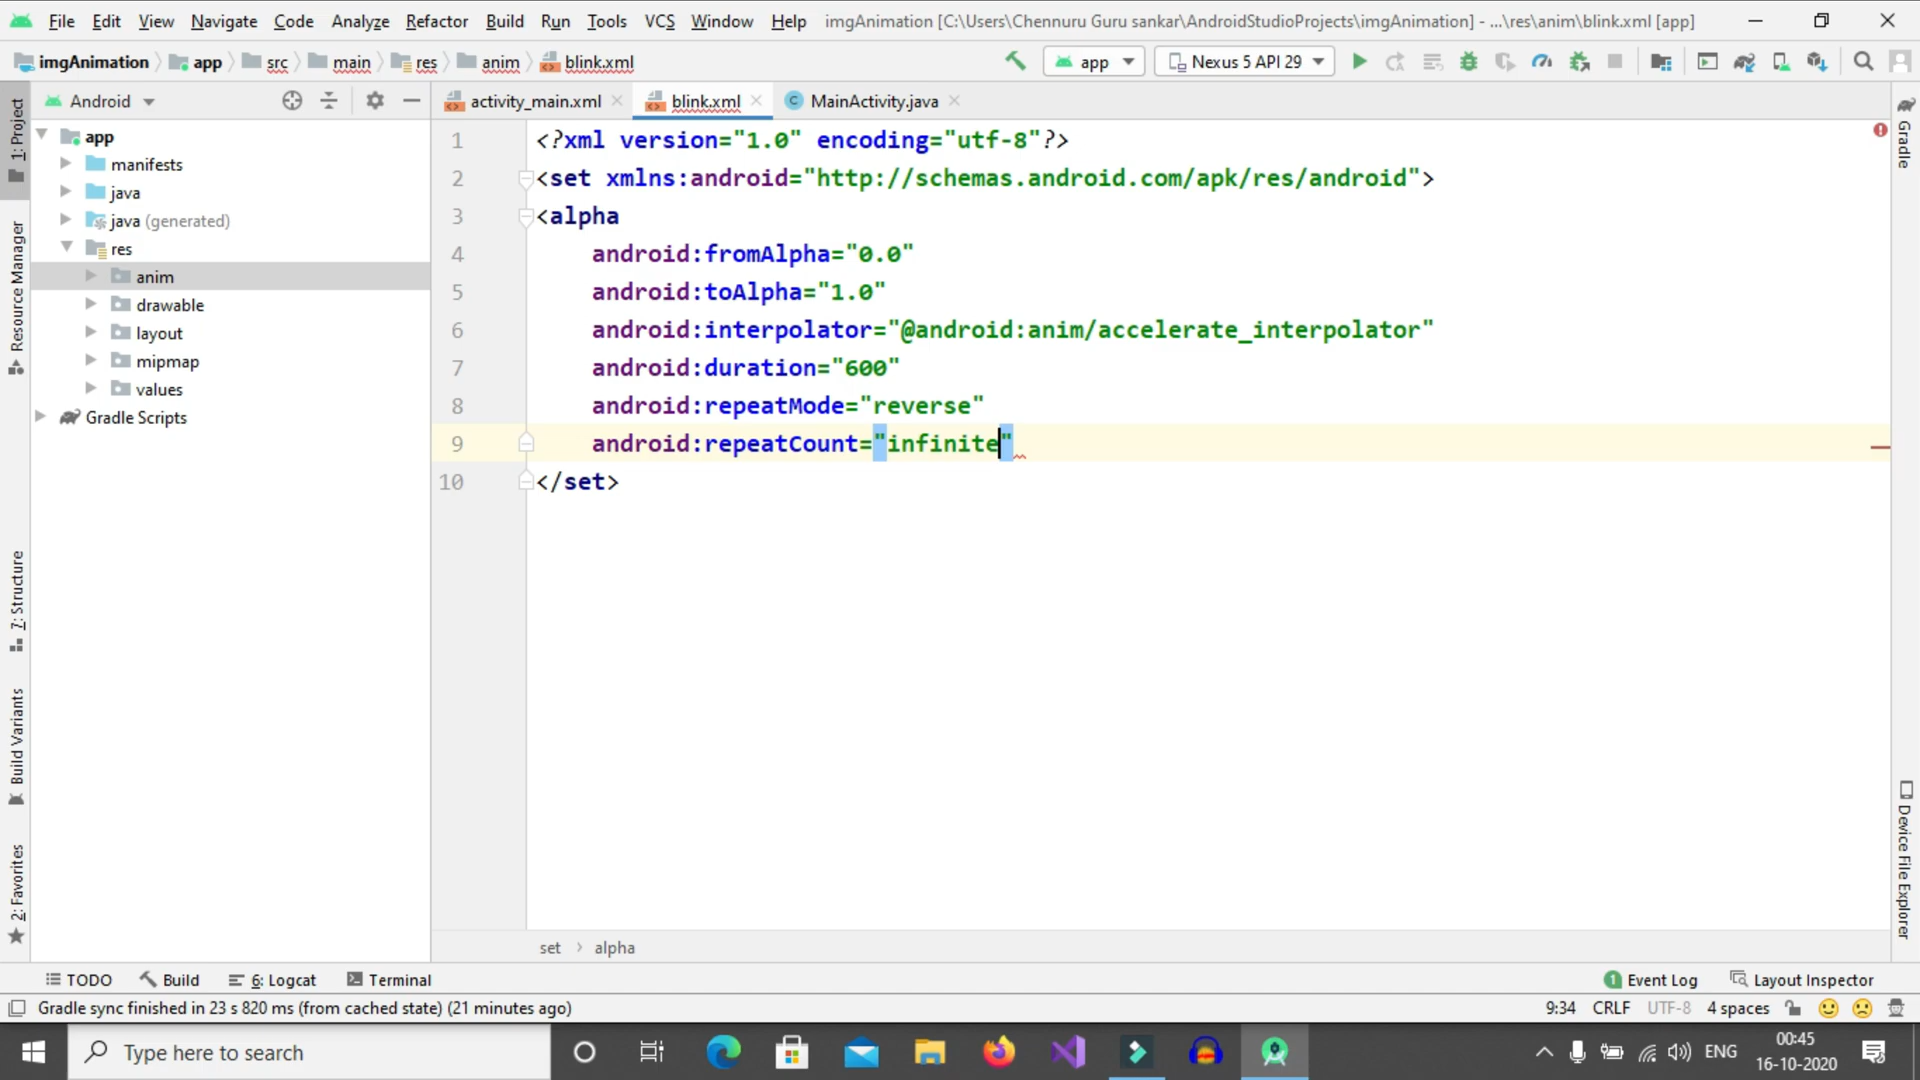 File Edit View Navigate Code Analyze Refactor Build Run Tools VCS Window Help imgAnimation [C:\Users\Chennuru Guru sankar\AndroidStudioProjects\imgAnimation] - ...\res\anim\blink.xml [app]
imgAnimation app src main res anim blink.xml app Nexus 5 API 29
Android activity_main.xml blink.xml MainActivity.java
1: Project
Resource Manager
7: Structure
Build Variants
2: Favorites
app
manifests
java
java (generated)
res
anim
drawable
layout
mipmap
values
Gradle Scripts
1 <?xml version="1.0" encoding="utf-8"?>
2 <set xmlns:android="http://schemas.android.com/apk/res/android">
3 <alpha
4 android:fromAlpha="0.0"
5 android:toAlpha="1.0"
6 android:interpolator="@android:anim/accelerate_interpolator"
7 android:duration="600"
8 android:repeatMode="reverse"
9 android:repeatCount="infinite"
10 </set>
set alpha
Gradle
Device File Explorer
TODO Build 6: Logcat Terminal 1 Event Log Layout Inspector
Gradle sync finished in 23 s 820 ms (from cached state) (21 minutes ago) 9:34 CRLF UTF-8 4 spaces
Type here to search ENG 00:45
16-10-2020